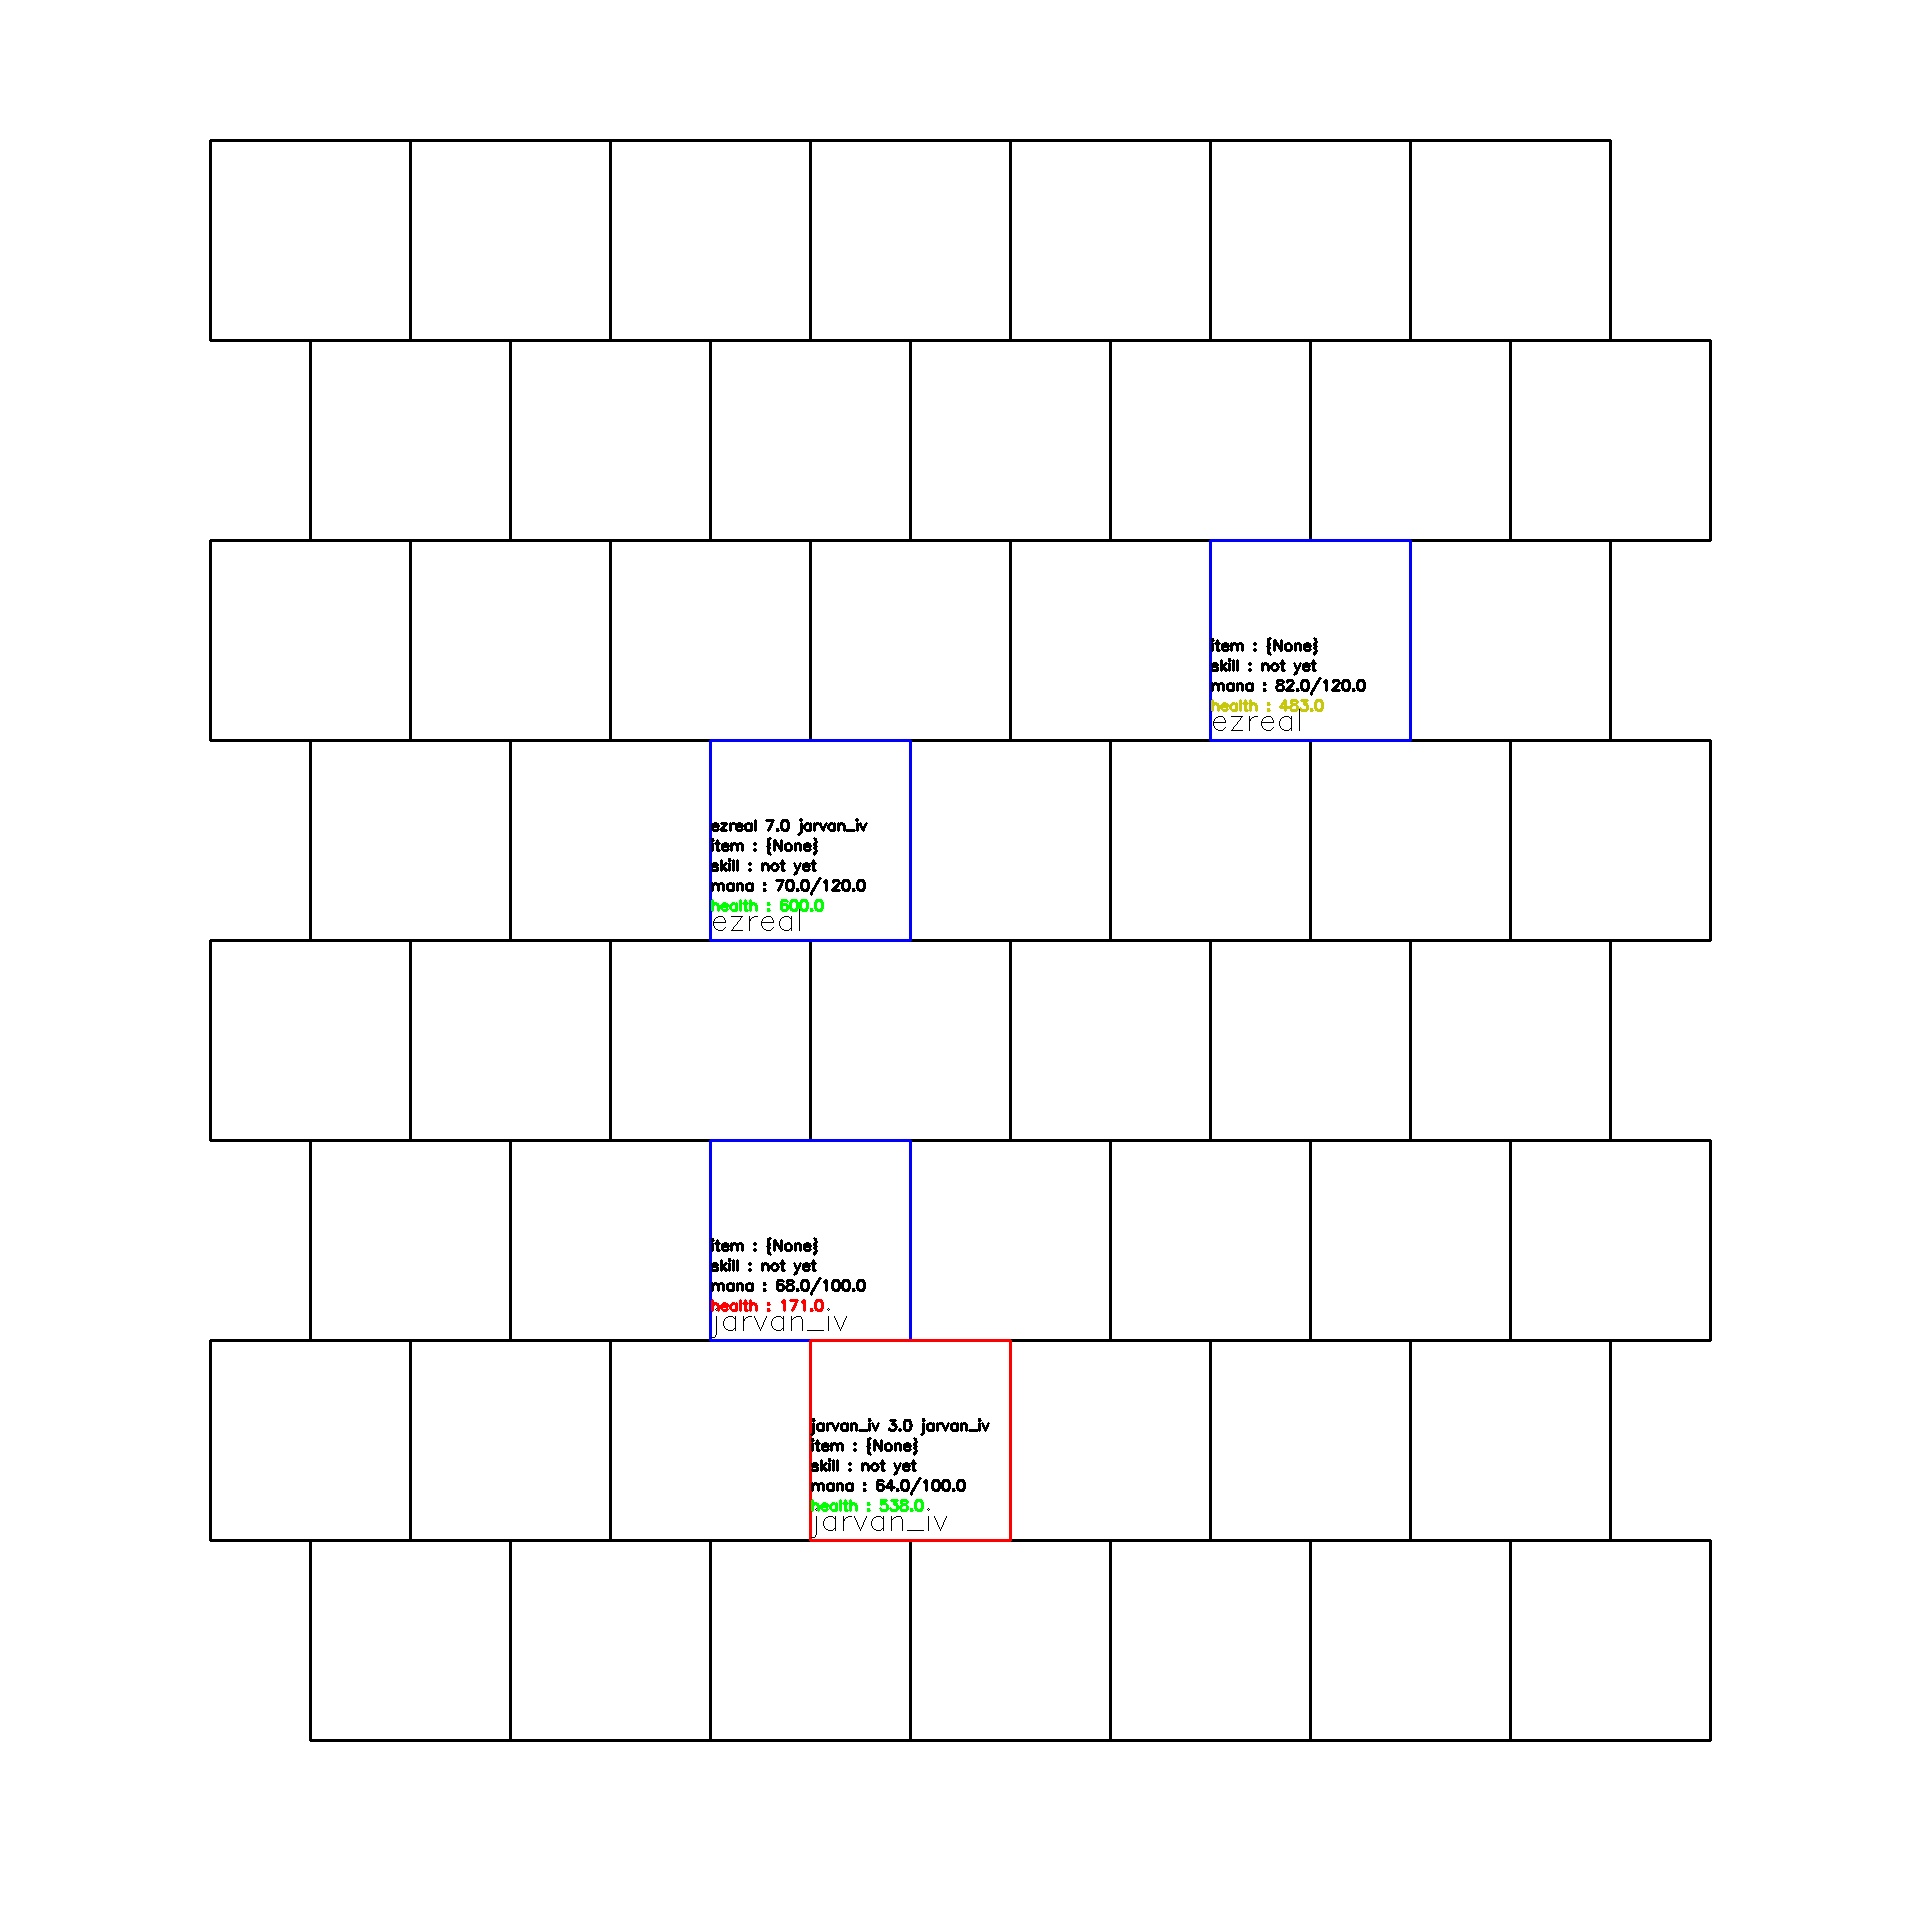 item : {None}
skill : not yet
mana : 82.0/120.0
health : 483.0
ezreal
ezreal 7.0 jarvan_iv
item : {None}
skill : not yet
mana : 70.0/120.0
health : 600.0
ezreal
item : {None}
skill : not yet
mana : 68.0/100.0
health : 171.0
jarvan_iv
jarvan_iv 3.0 jarvan_iv
item : {None}
skill : not yet
mana : 64.0/100.0
health : 538.0
jarvan_iv